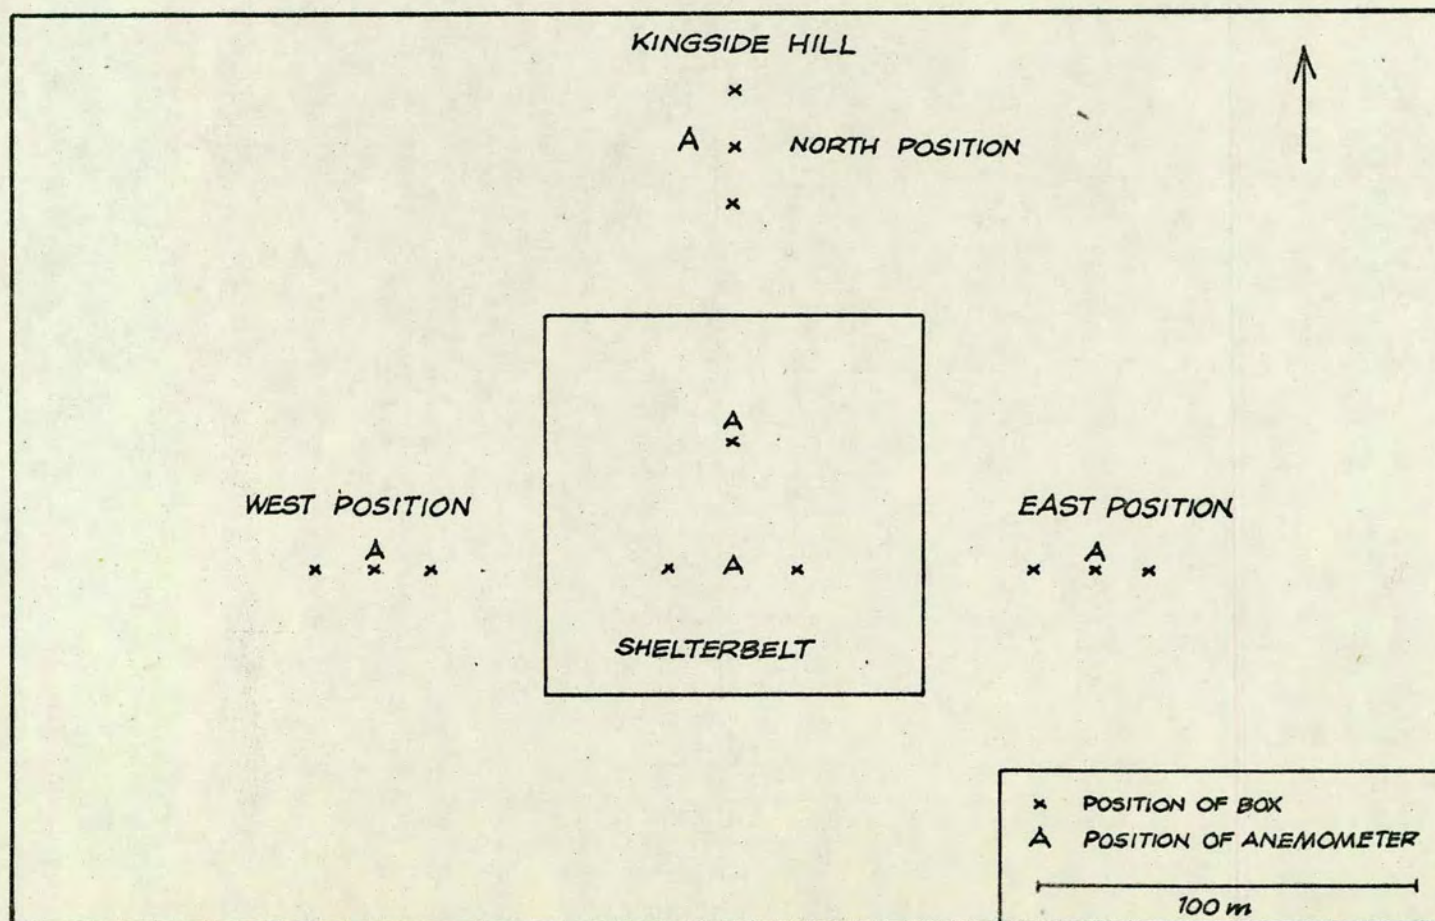 KINGSIDE HILL
A NORTH POSITION
A
WEST POSITION
EAST POSITION
A
A
A
SHELTERBELT
x POSITION OF BOX
A POSITION OF ANEMOMETER
100 m